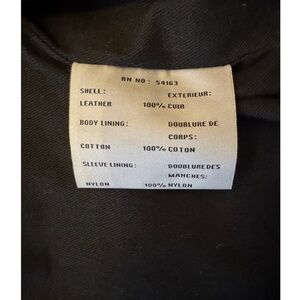 RN NO: 54163
SHELL: EXTERIEUR:
LEATHER 100% CUIR
BODY LINING: DOUBLURE DE
CORPS:
COTTON 100% COTON
SLEEVE LINING: DOUBLURE DES
MANCHES:
NYLON 100% NYLON